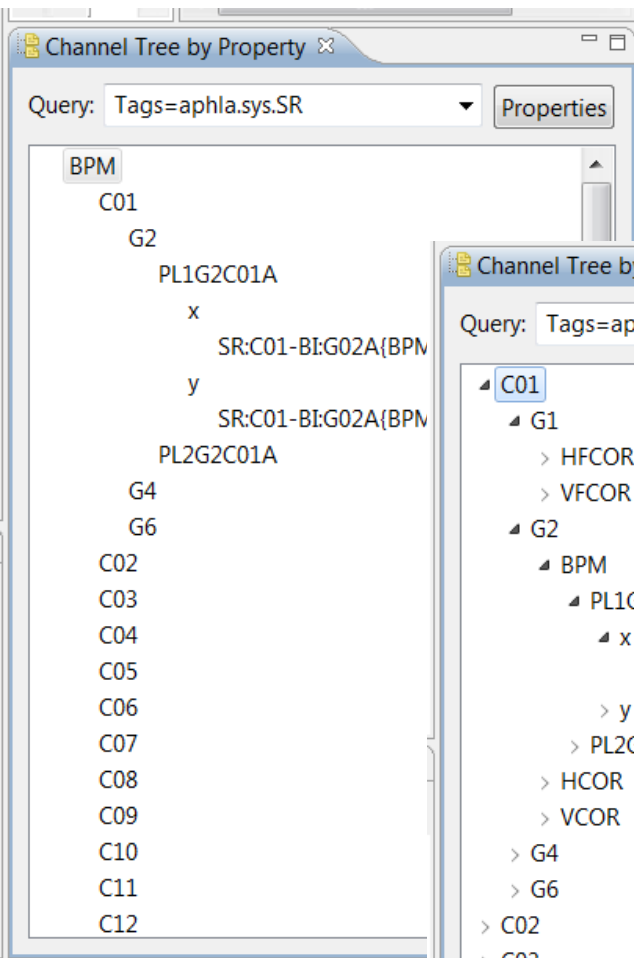 Channel Tree by Property
Query: Tags=aphla.sys.SR Properties
BPM
C01
G2
PL1G2C01A
x
SR:C01-BI:G02A{BPM
y
SR:C01-BI:G02A{BPM
PL2G2C01A
G4
G6
C02
C03
C04
C05
C06
C07
C08
C09
C10
C11
C12
Channel Tree by
Query: Tags=ap
C01
G1
HFCOR
VFCOR
G2
BPM
PL1G
x
y
PL2G
HCOR
VCOR
G4
G6
C02